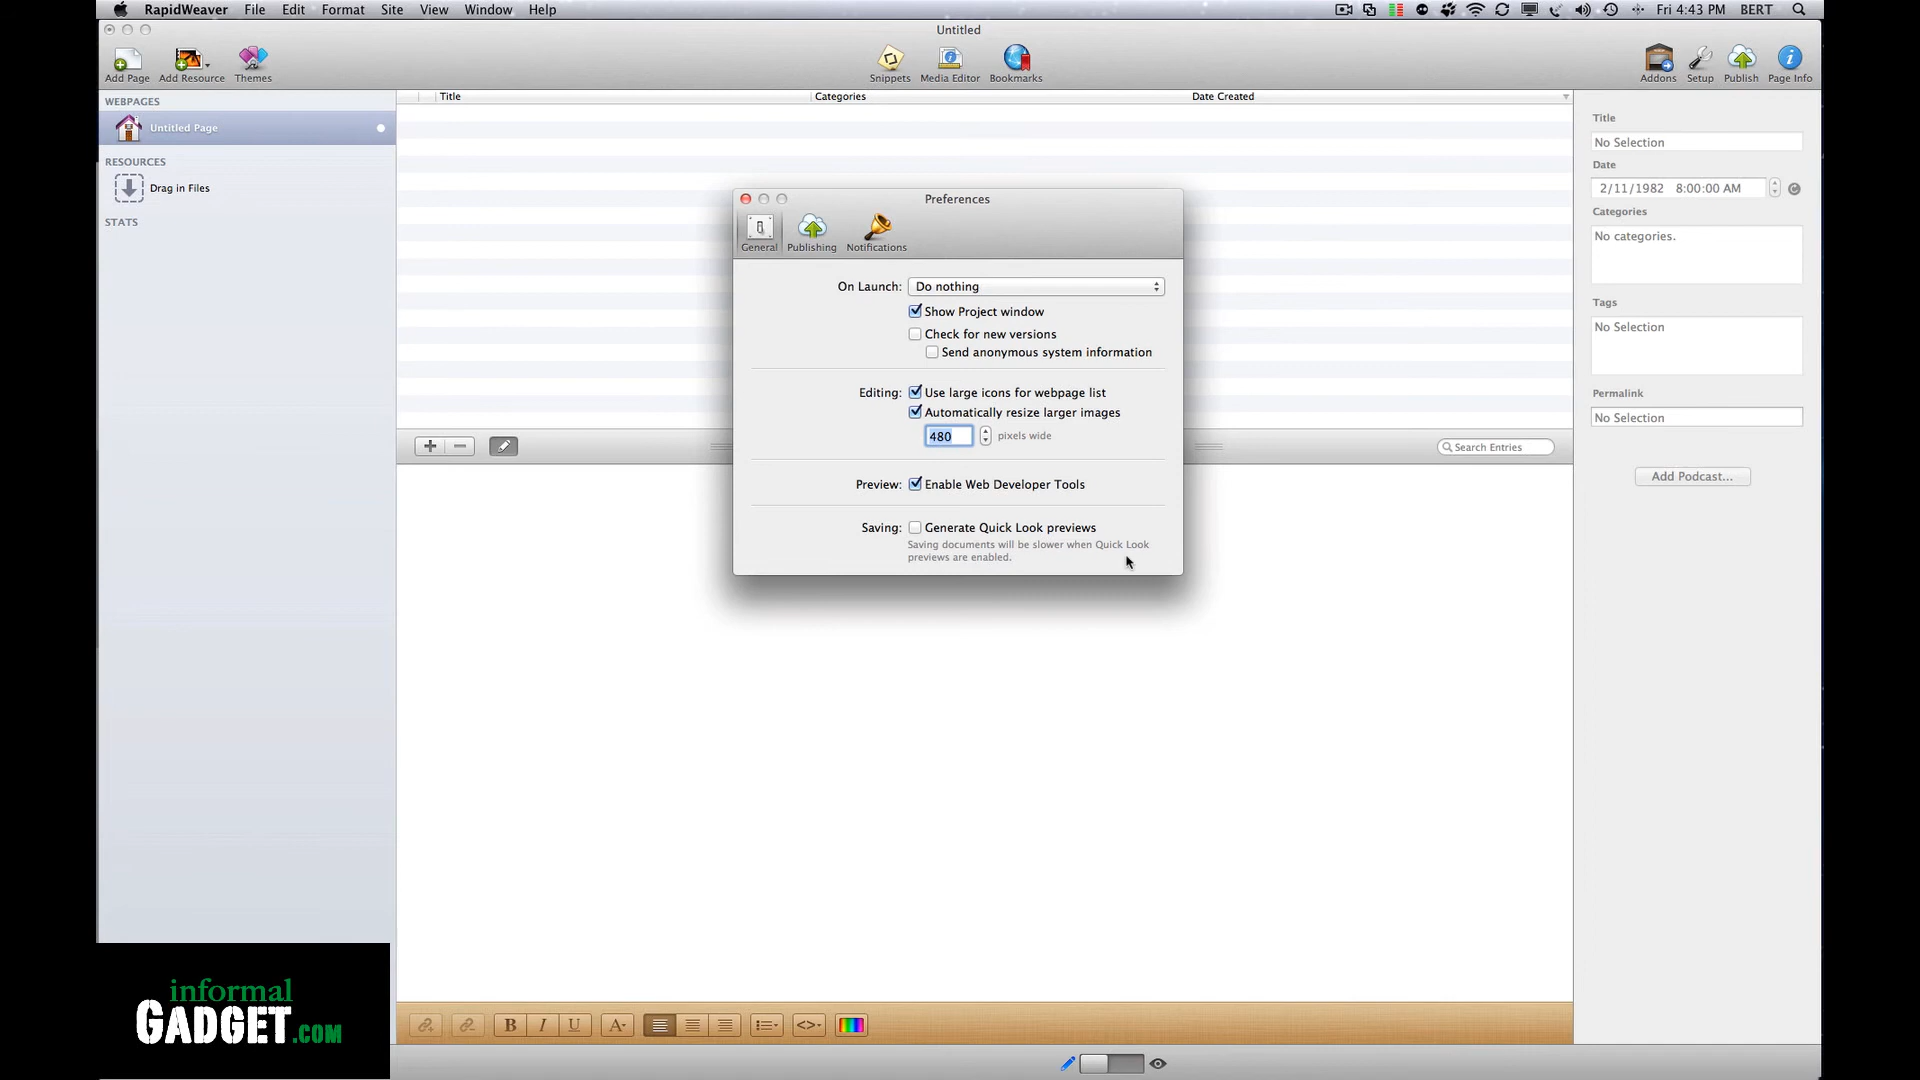 RapidWeaver File Edit Format Site View Window Help
Fri 4:43 PM BERT
Untitled
Add Page Add Resource Themes
Snippets Media Editor Bookmarks
Addons Setup Publish Page Info
WEBPAGES
Untitled Page
RESOURCES
Drag in Files
STATS
Title Categories Date Created
Preferences
General Publishing Notifications
On Launch: Do nothing
Show Project window
Check for new versions
Send anonymous system information
Editing: Use large icons for webpage list
Automatically resize larger images
480 pixels wide
Preview: Enable Web Developer Tools
Saving: Generate Quick Look previews
Saving documents will be slower when Quick Look
previews are enabled.
Search Entries
Title
No Selection
Date
2/11/1982 8:00:00 AM
Categories
No categories.
Tags
No Selection
Permalink
No Selection
Add Podcast...
B I U A <>
informal
GADGET.COM